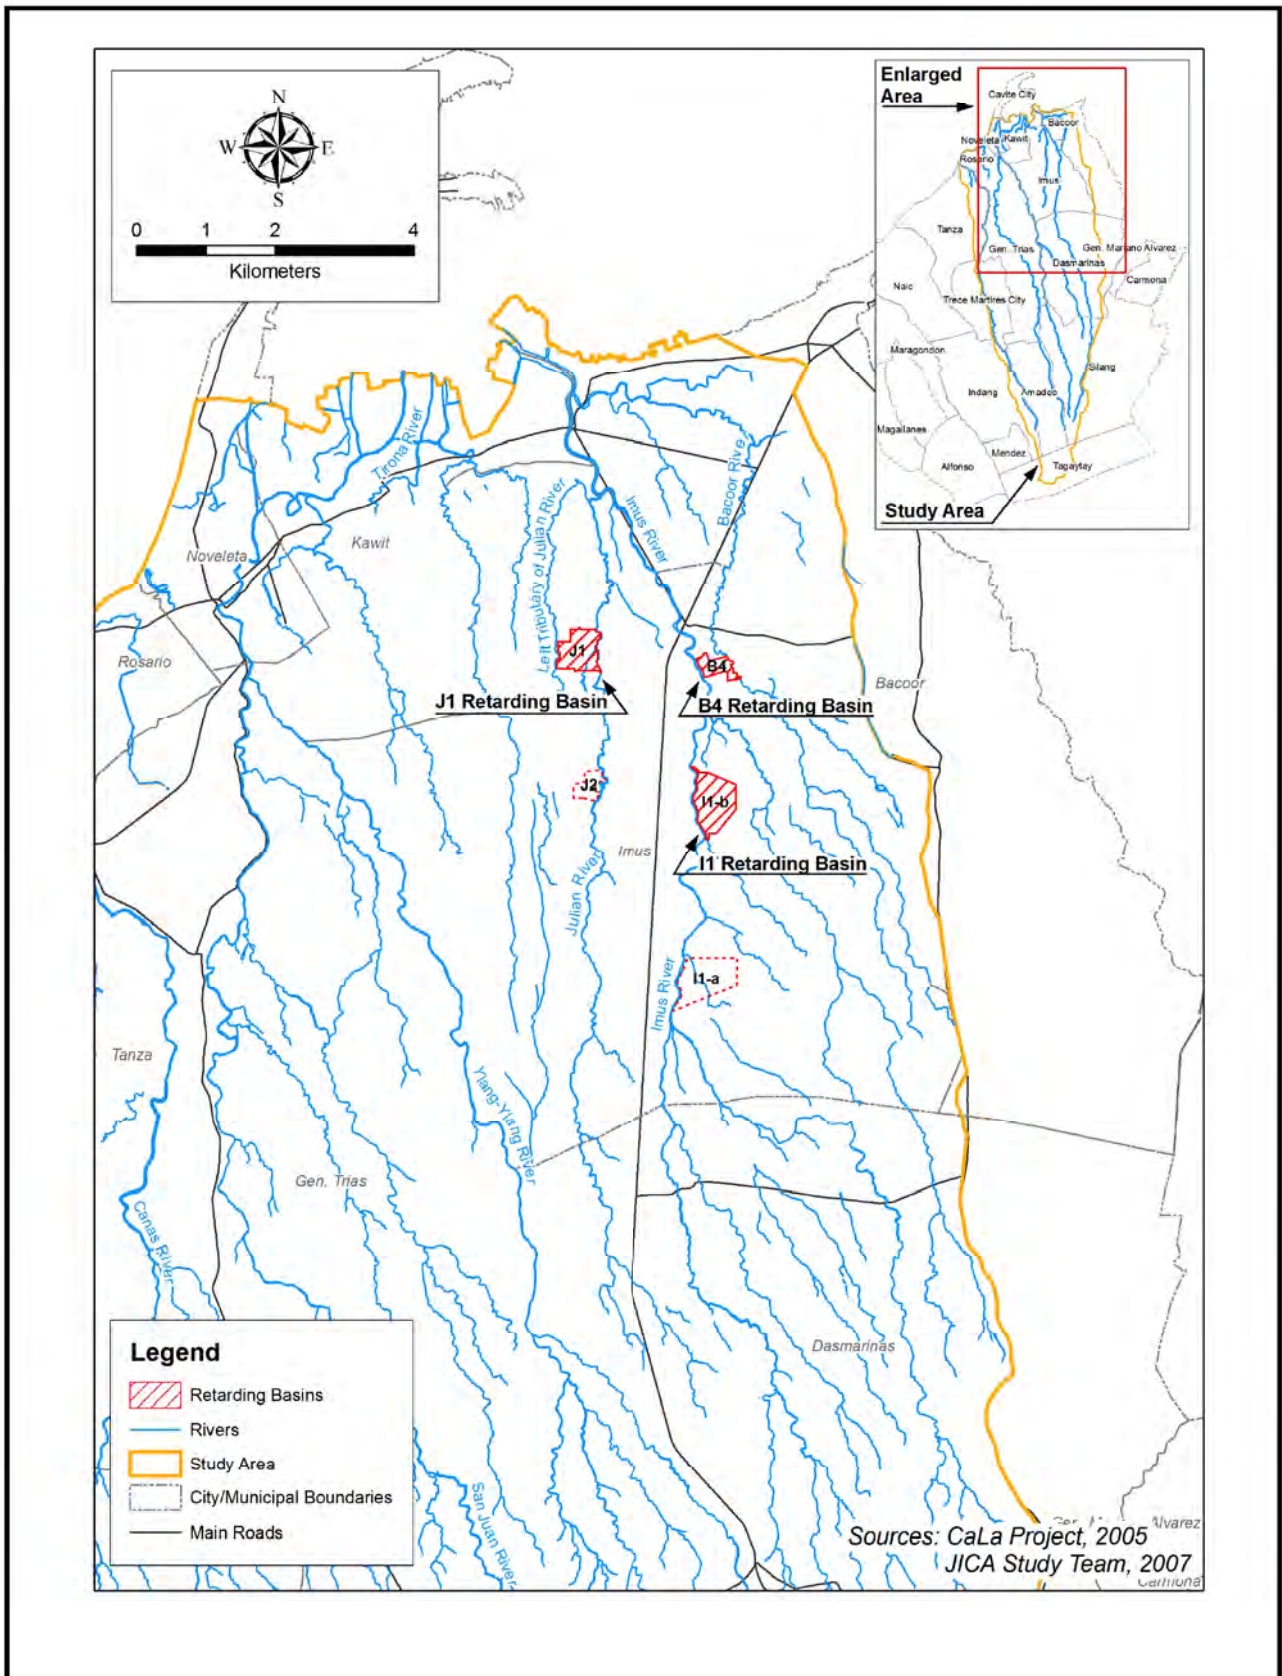 N
W E
S
0 1 2 4
Kilometers
Enlarged
Area
Cavite City
Bacoor
Noveleta
Kawit
Rosario
Imus
Tanza
Gen. Trias
Gen. Mariano Alvarez
Dasmarinas
Naic
Carmona
Trece Martires City
Maragondon
Silang
Indang
Amadeo
Magallanes
Mendez
Alfonso
Tagaytay
Study Area
Tirona River
Imus River
Bacoor River
Left Tributary of Julian River
Noveleta
Kawit
Rosario
J1
B4
Bacoor
J1 Retarding Basin
B4 Retarding Basin
J2
I1-b
Imus
I1 Retarding Basin
Julian River
I1-a
Imus River
Tanza
Ylang-Ylang River
Gen. Trias
Canas River
Dasmarinas
Legend
Retarding Basins
Rivers
Study Area
City/Municipal Boundaries
Main Roads
San Juan River
Alvarez
Sources: CaLa Project, 2005
JICA Study Team, 2007
Carmona